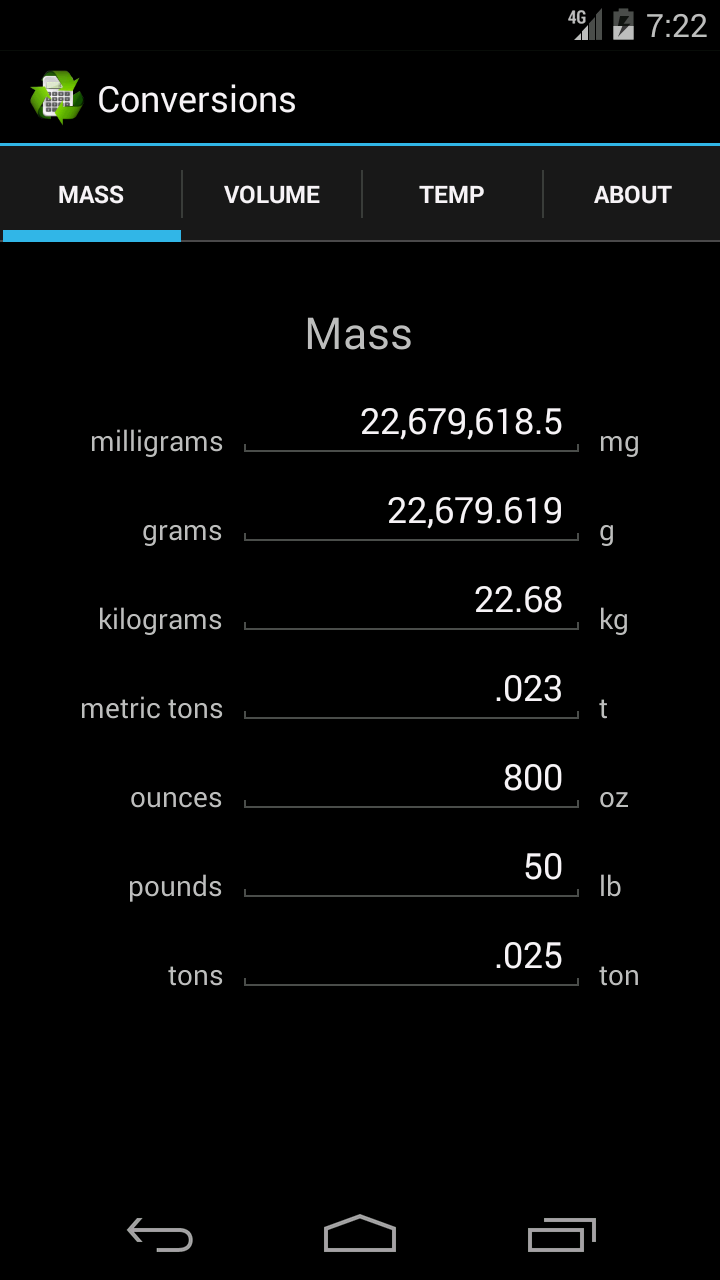 4G 7:22
Conversions
MASS VOLUME TEMP ABOUT
Mass
milligrams 22,679,618.5 mg
grams 22,679.619 g
kilograms 22.68 kg
metric tons .023 t
ounces 800 oz
pounds 50 lb
tons .025 ton